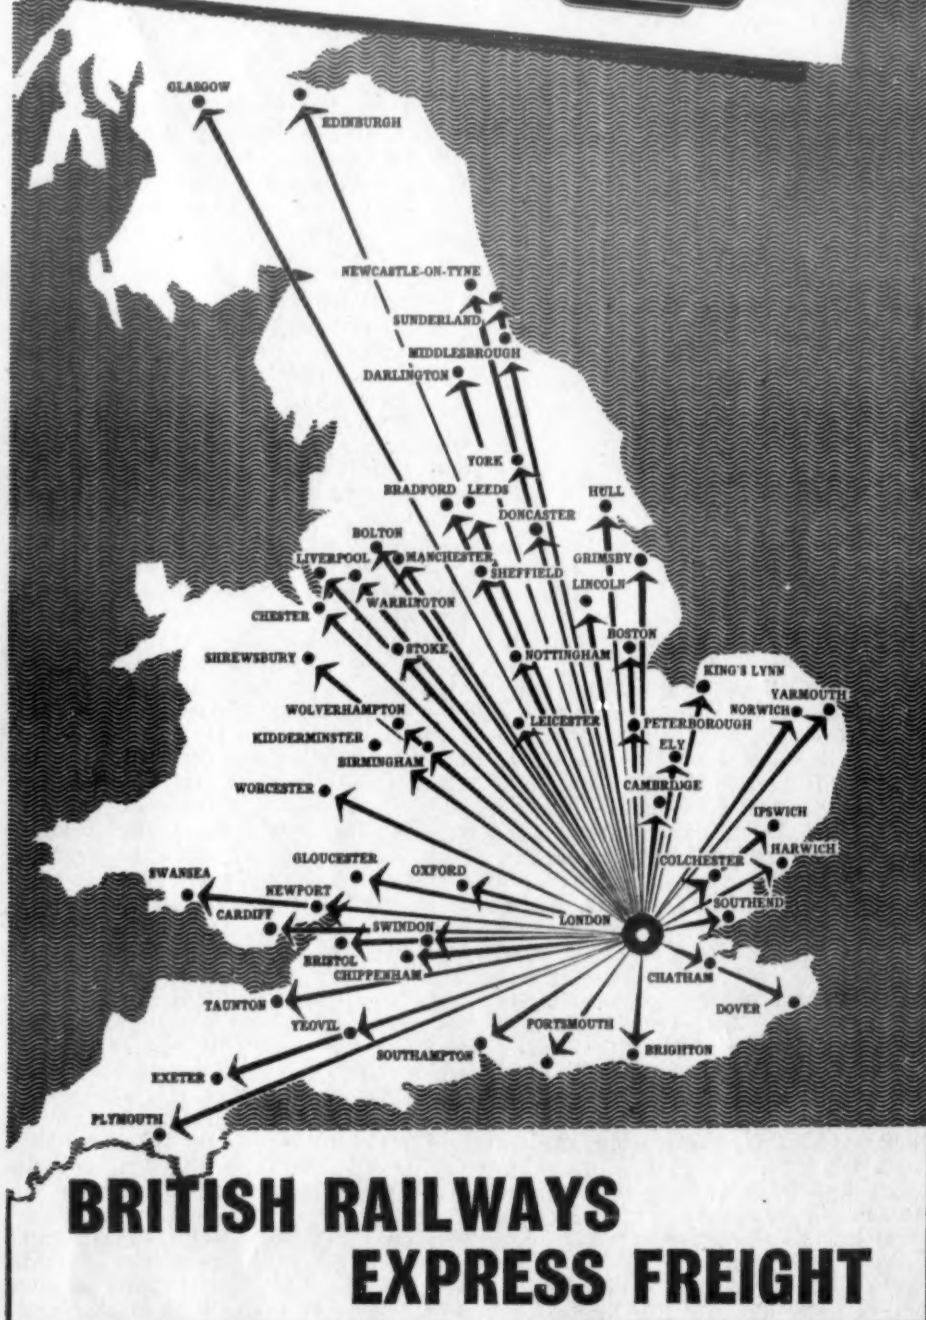 GLASGOW
EDINBURGH
NEWCASTLE-ON-TYNE
SUNDERLAND
MIDDLESBROUGH
DARLINGTON
YORK
BRADFORD
LEEDS
HULL
DONCASTER
BOLTON
LIVERPOOL
MANCHESTER
GRIMSBY
SHEFFIELD
LINCOLN
WARRINGTON
CHESTER
BOSTON
STOKE
NOTTINGHAM
SHREWSBURY
KING'S LYNN
YARMOUTH
WOLVERHAMPTON
NORWICH
LEICESTER
PETERBOROUGH
KIDDERMINSTER
ELY
BIRMINGHAM
CAMBRIDGE
WORCESTER
IPSWICH
HARWICH
GLOUCESTER
COLCHESTER
OXFORD
SWANSEA
NEWPORT
SOUTHEND
CARDIFF
LONDON
SWINDON
BRISTOL
CHIPPENHAM
CHATHAM
TAUNTON
DOVER
YEOVIL
PORTSMOUTH
SOUTHAMPTON
BRIGHTON
EXETER
PLYMOUTH
BRITISH RAILWAYS
EXPRESS FREIGHT